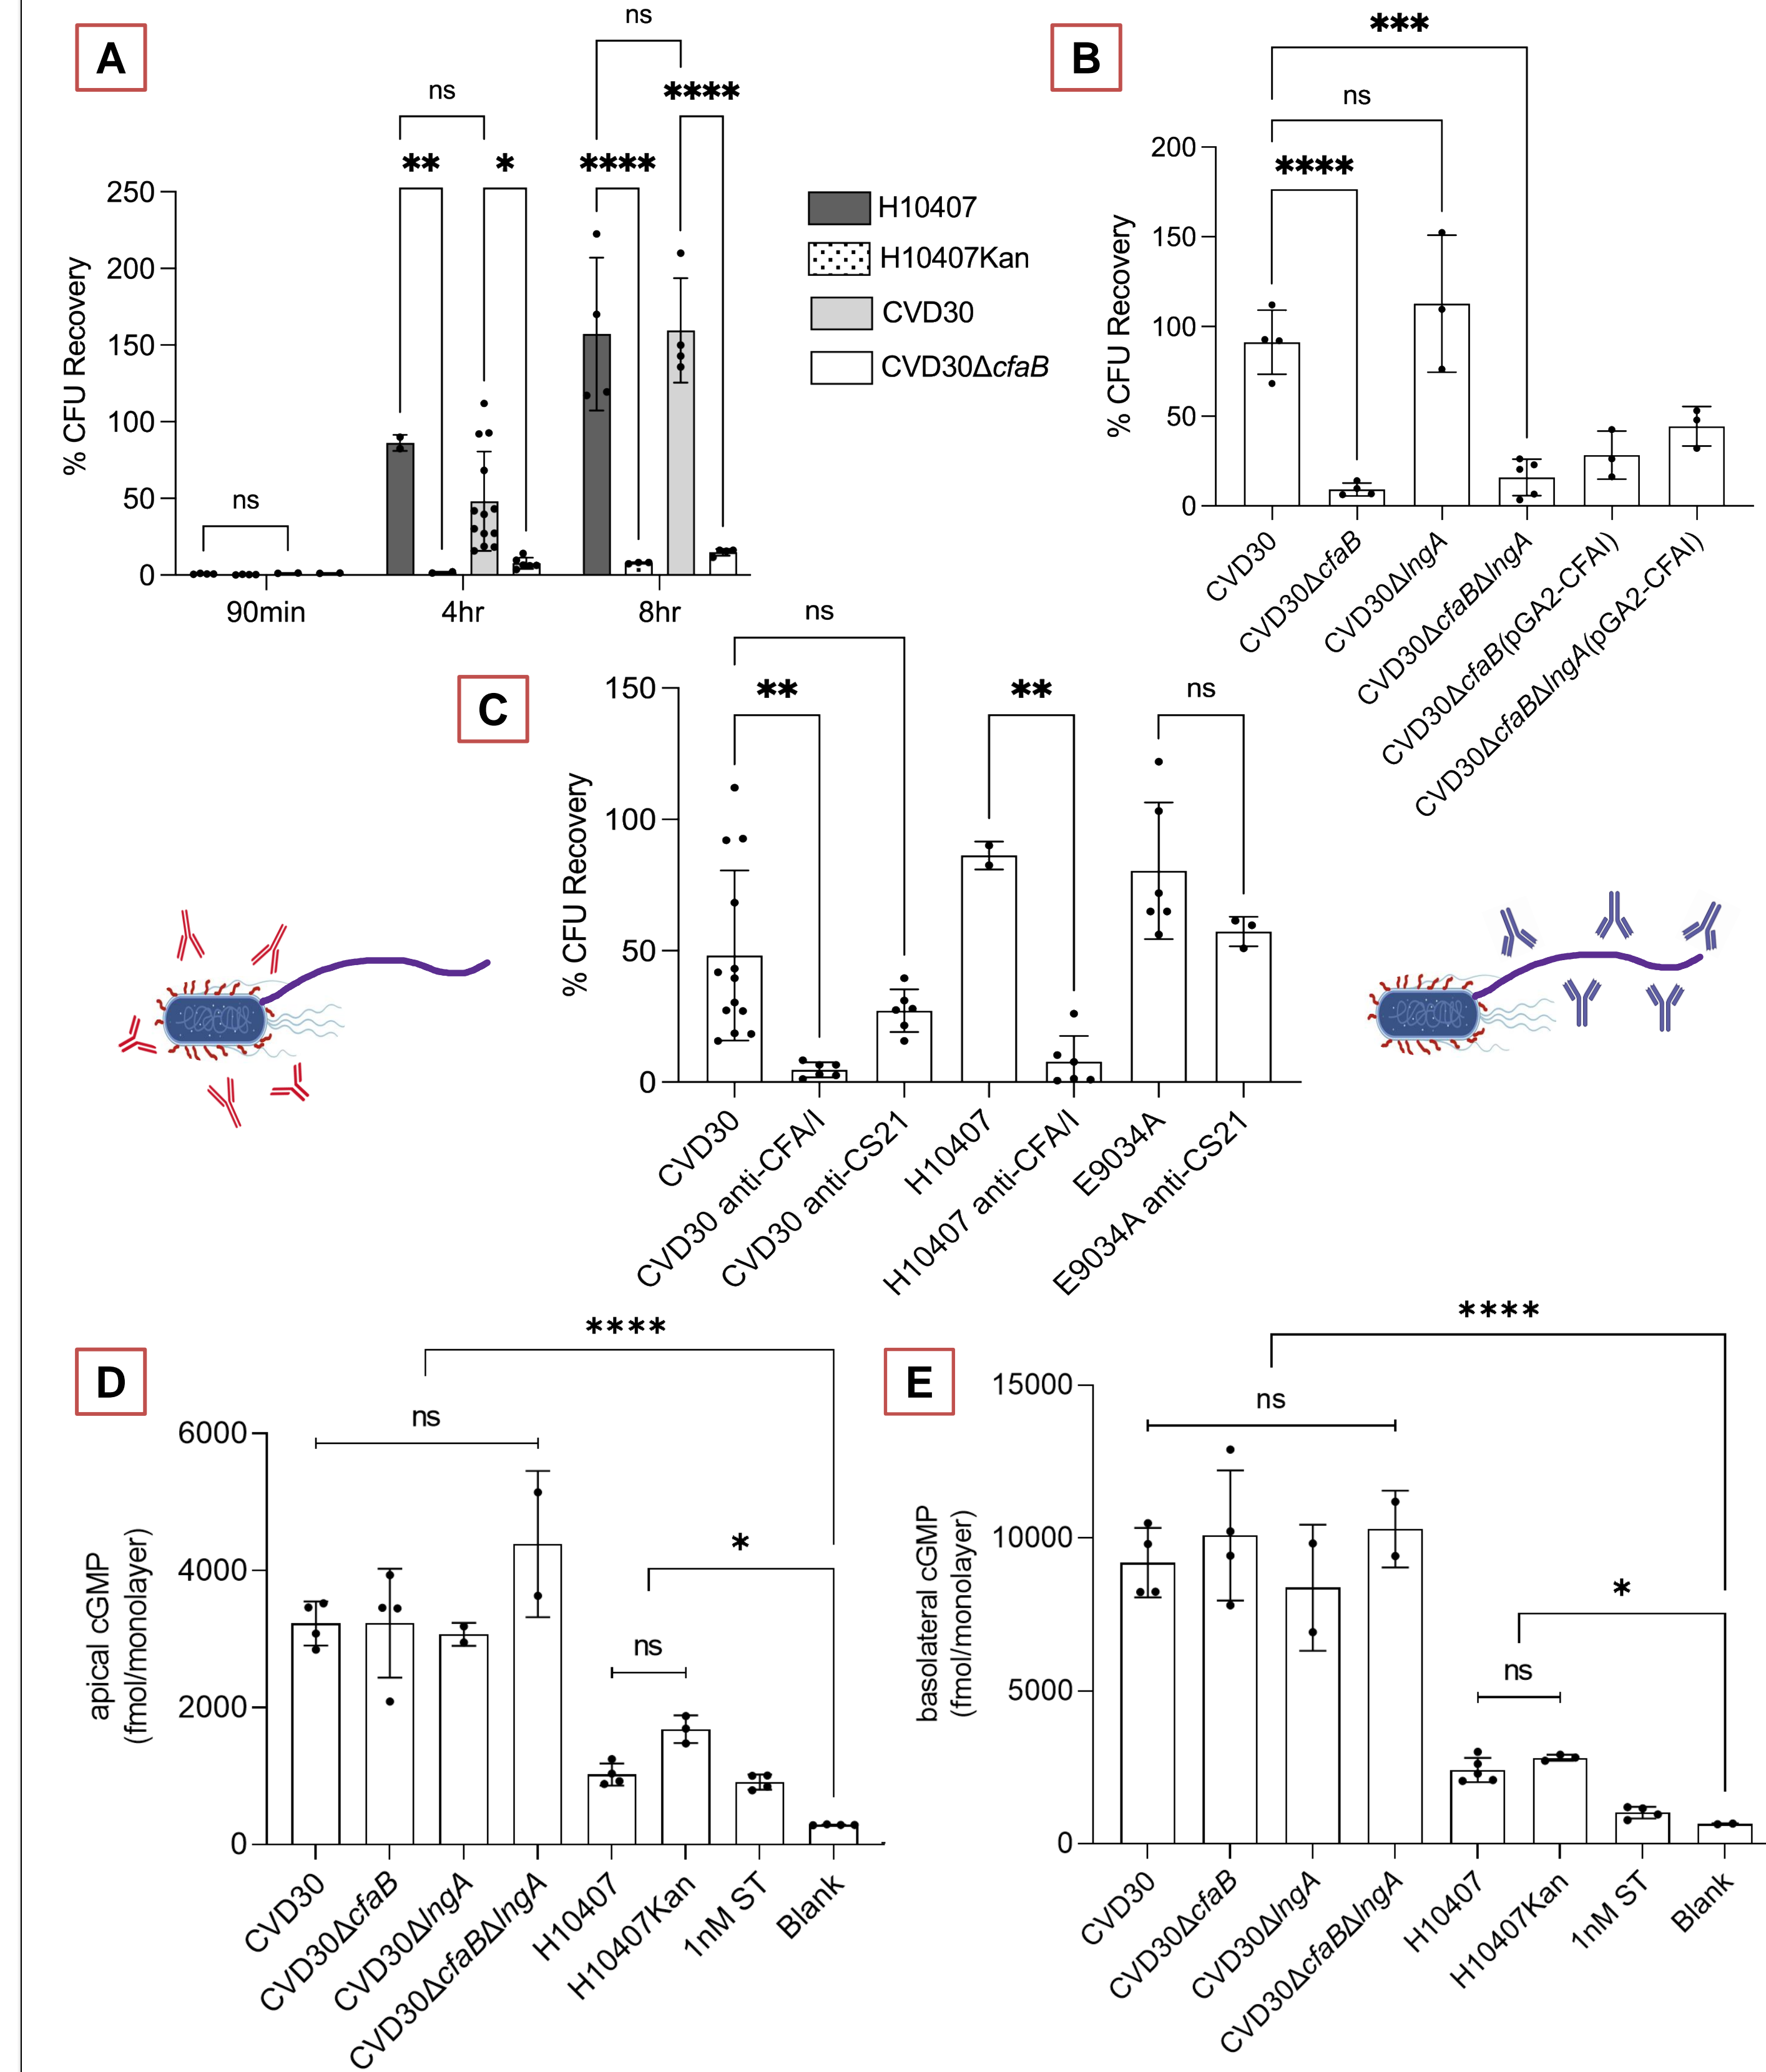 A
ns
ns
ns
**
*
****
****
% CFU Recovery
250
200
150
100
50
0
90min
4hr
8hr
H10407
H10407Kan
CVD30
CVD30ΔcfaB
B
***
ns
****
% CFU Recovery
200
150
100
50
0
CVD30
CVD30ΔcfaB
CVD30ΔlngA
CVD30ΔcfaBΔlngA
CVD30ΔcfaB(pGA2-CFAI)
CVD30ΔcfaBΔlngA(pGA2-CFAI)
C
ns
**
**
ns
% CFU Recovery
150
100
50
0
CVD30
CVD30 anti-CFA/I
CVD30 anti-CS21
H10407
H10407 anti-CFA/I
E9034A
E9034A anti-CS21
D
****
ns
*
ns
apical cGMP
(fmol/monolayer)
6000
4000
2000
0
CVD30
CVD30ΔcfaB
CVD30ΔlngA
CVD30ΔcfaBΔlngA
H10407
H10407Kan
1nM ST
Blank
E
****
ns
*
ns
basolateral cGMP
(fmol/monolayer)
15000
10000
5000
0
CVD30
CVD30ΔcfaB
CVD30ΔlngA
CVD30ΔcfaBΔlngA
H10407
H10407Kan
1nM ST
Blank